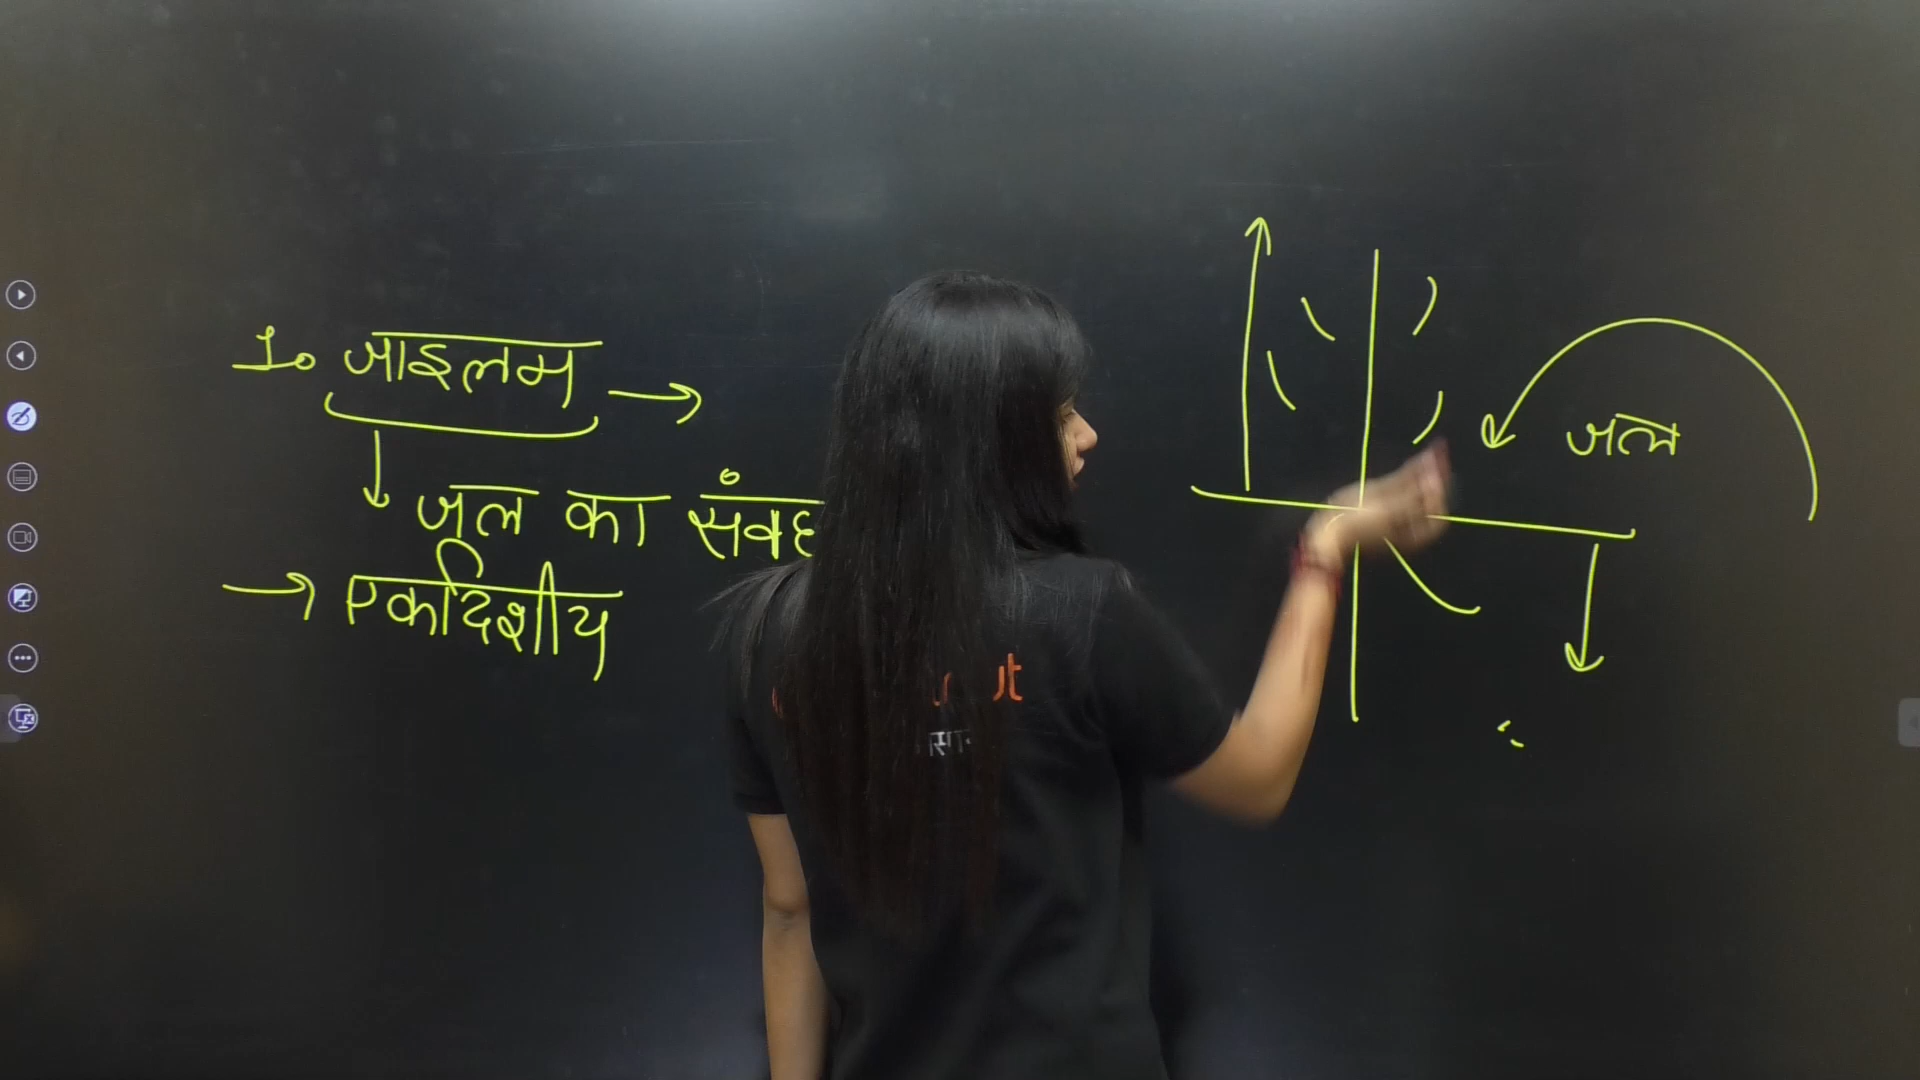 1. जाइलम →
जल का संवह
→ एकदिशीय
जल